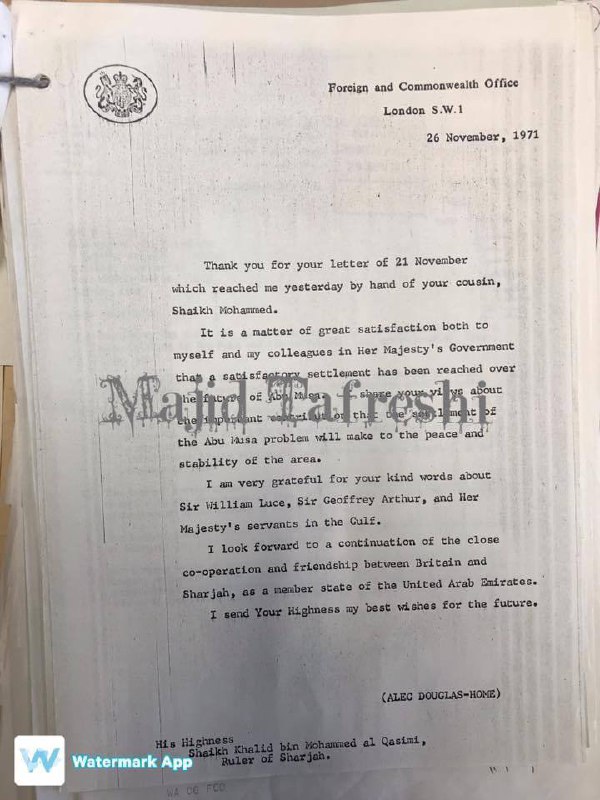 Foreign and Commonwealth Office
London S.W.1
26 November, 1971
Thank you for your letter of 21 November
which reached me yesterday by hand of your cousin,
Shaikh Mohammed.
It is a matter of great satisfaction both to
myself and my colleagues in Her Majesty's Government
that a satisfactory settlement has been reached over
the future of Abu Musa. I share your views about
the important contribution that the settlement of
the Abu Musa problem will make to the peace and
stability of the area.
Majid Tafreshi
I am very grateful for your kind words about
Sir William Luce, Sir Geoffrey Arthur, and Her
Majesty's servants in the Gulf.
I look forward to a continuation of the close
co-operation and friendship between Britain and
Sharjah, as a member state of the United Arab Emirates.
I send Your Highness my best wishes for the future.
(ALEC DOUGLAS-HOME)
His Highness
Shaikh Khalid bin Mohammed al Qasimi,
Ruler of Sharjah.
W Watermark App